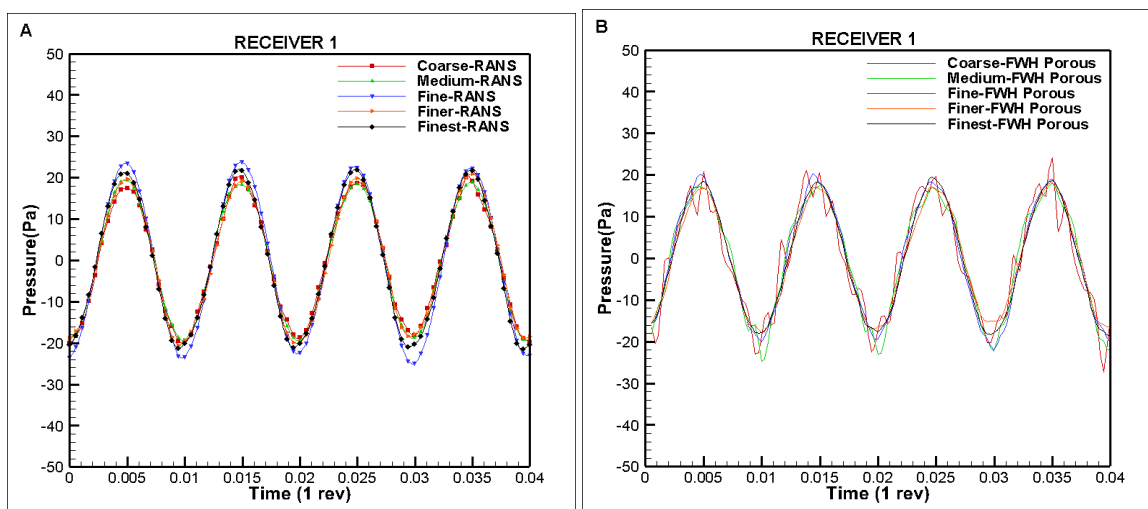 A
RECEIVER 1
Coarse-RANS
Medium-RANS
Fine-RANS
Finer-RANS
Finest-RANS
Pressure(Pa)
50
40
30
20
10
0
-10
-20
-30
-40
-50
0 0.005 0.01 0.015 0.02 0.025 0.03 0.035 0.04
Time (1 rev)
B
RECEIVER 1
Coarse-FWH Porous
Medium-FWH Porous
Fine-FWH Porous
Finer-FWH Porous
Finest-FWH Porous
Pressure(Pa)
50
40
30
20
10
0
-10
-20
-30
-40
-50
0 0.005 0.01 0.015 0.02 0.025 0.03 0.035 0.04
Time (1 rev)